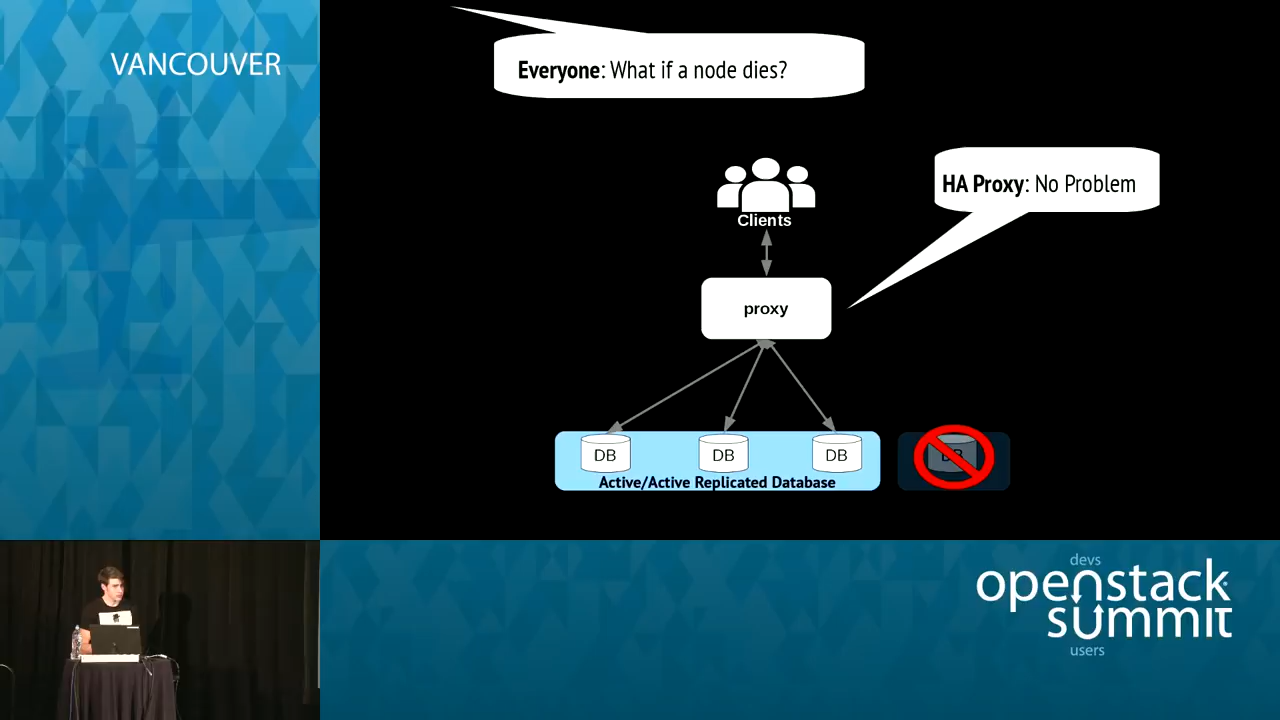 VANCOUVER
Everyone: What if a node dies?
HA Proxy: No Problem
Clients
proxy
DB
DB
DB
DB
Active/Active Replicated Database
devs
openstack
summit
users